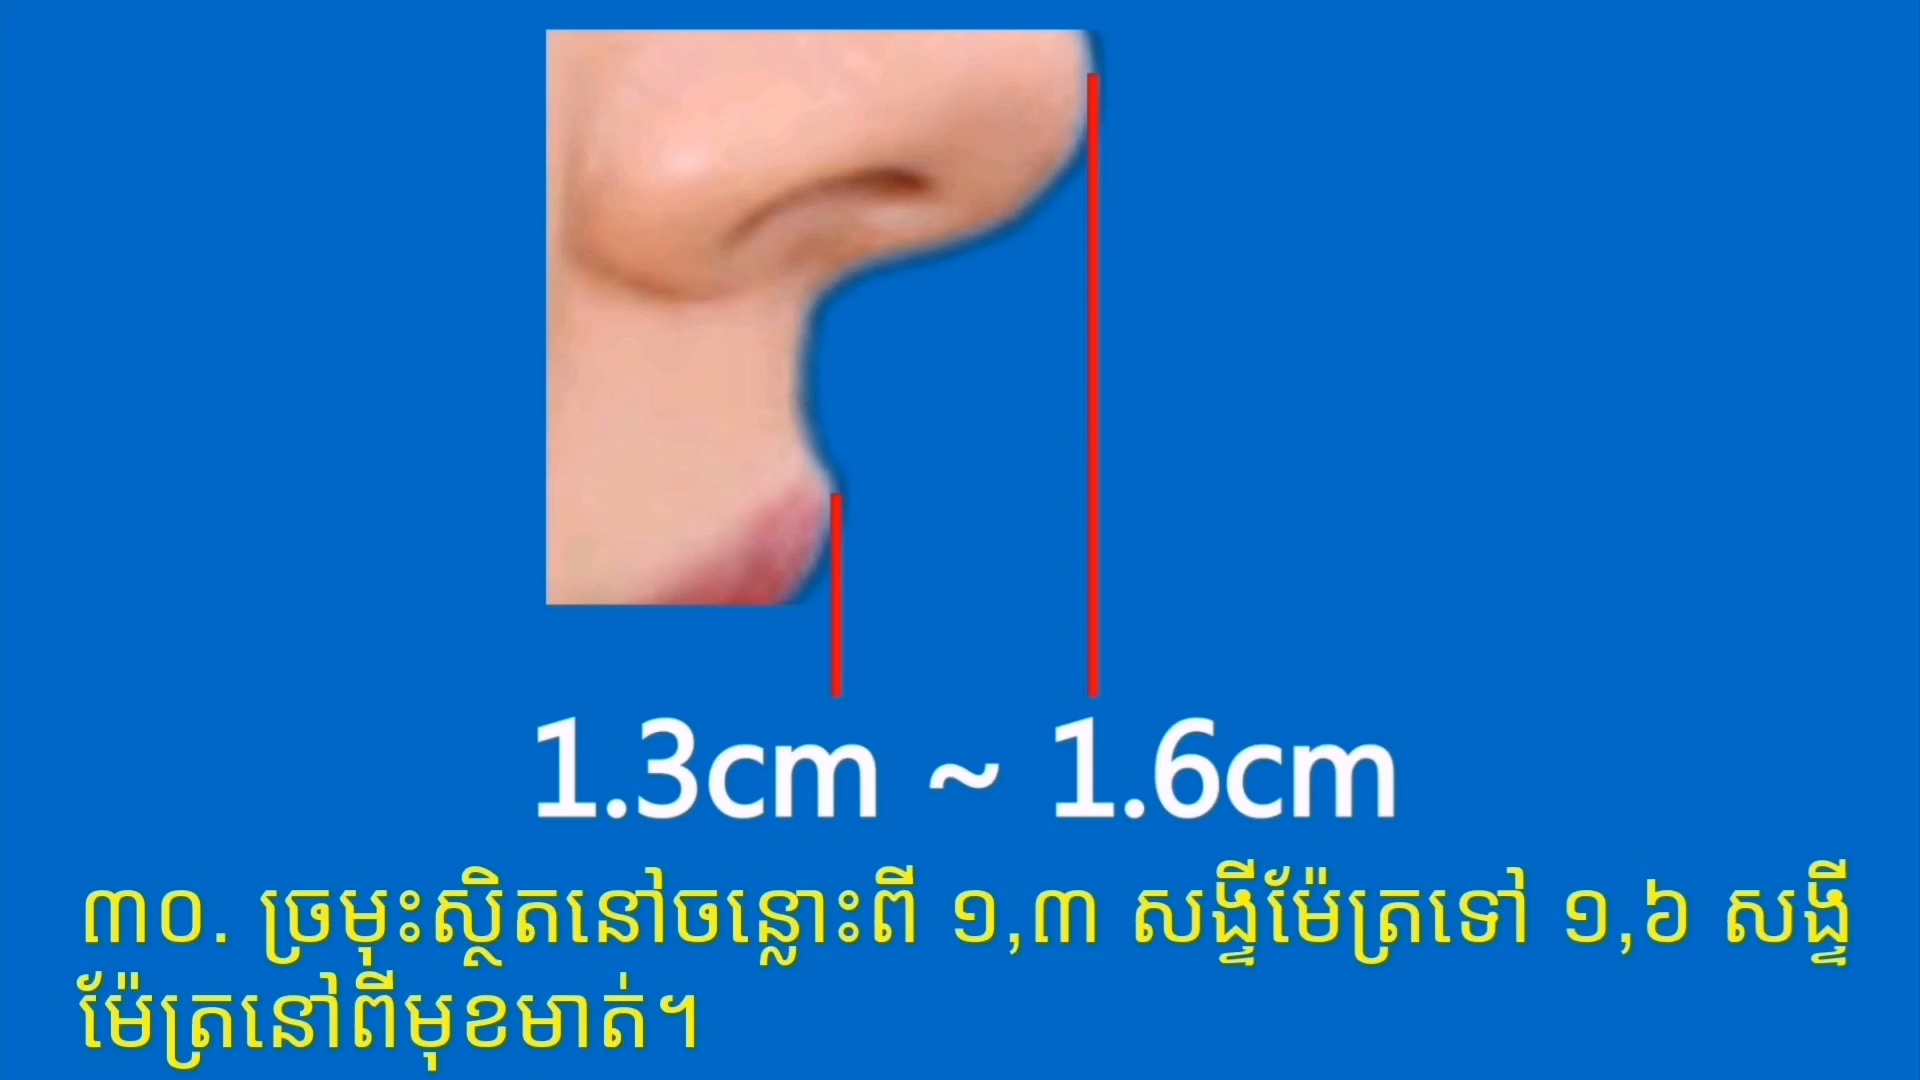 1.3cm ~ 1.6cm
៣០. ច្រមុះស្ថិតនៅចន្លោះពី ១,៣ សង្ទីម៉ែត្រទៅ ១,៦ សង្ទី
ម៉ែត្រនៅពីមុខមាត់។